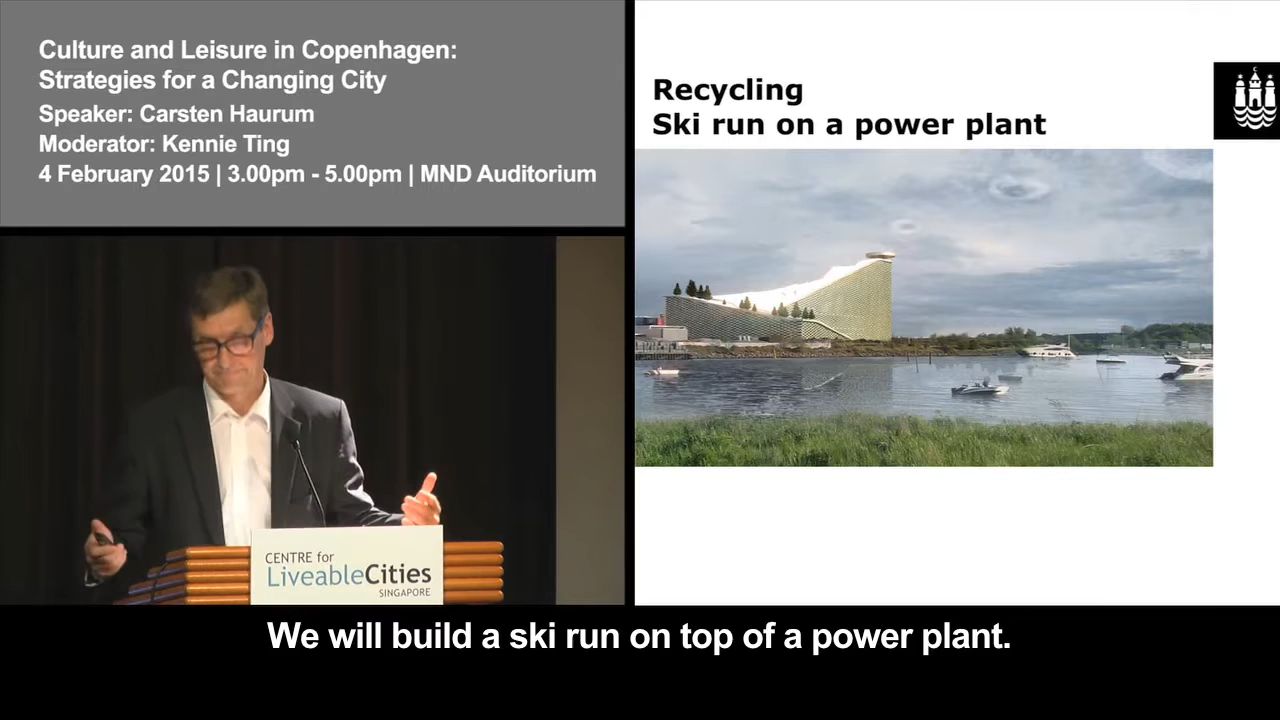 Culture and Leisure in Copenhagen:
Strategies for a Changing City
Speaker: Carsten Haurum
Moderator: Kennie Ting
4 February 2015 | 3.00pm - 5.00pm | MND Auditorium
Recycling
Ski run on a power plant
CENTRE for
LiveableCities
SINGAPORE
We will build a ski run on top of a power plant.